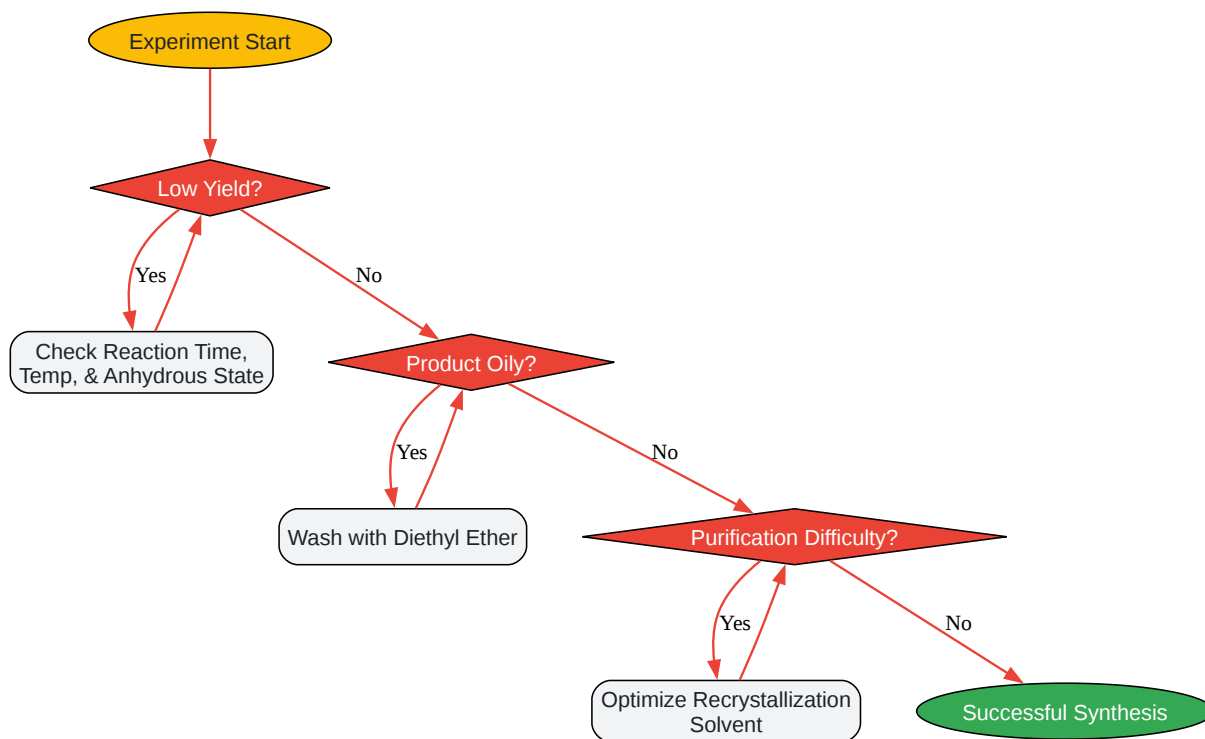 Experiment Start
Low Yield?
Yes
No
Check Reaction Time,
Temp, & Anhydrous State
Product Oily?
Yes
No
Wash with Diethyl Ether
Purification Difficulty?
Yes
No
Optimize Recrystallization
Solvent
Successful Synthesis